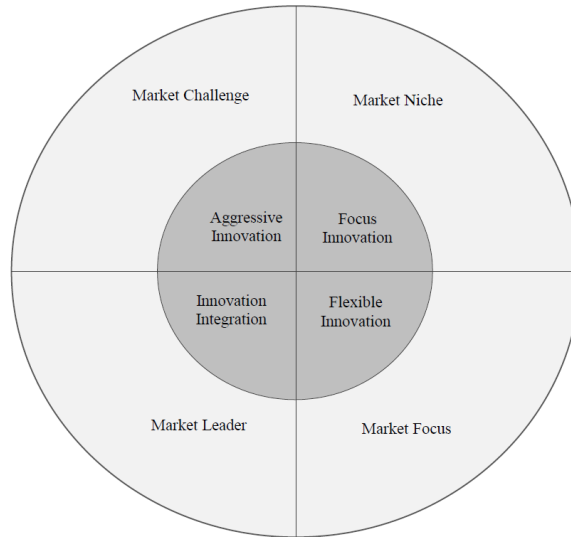 Market Challenge
Market Niche
Aggressive
Innovation
Focus
Innovation
Innovation
Integration
Flexible
Innovation
Market Leader
Market Focus